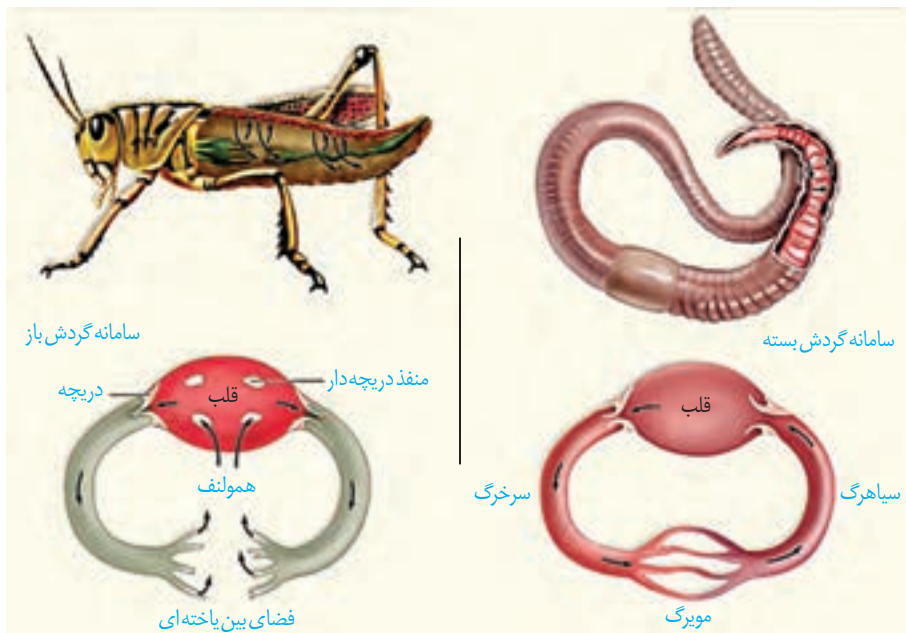 سامانه گردش بسته
قلب
سیاهرگ
سرخرگ
مویرگ
سامانه گردش باز
منفذ دریچه‌دار
دریچه
قلب
همولنف
فضای بین یاخته‌ای